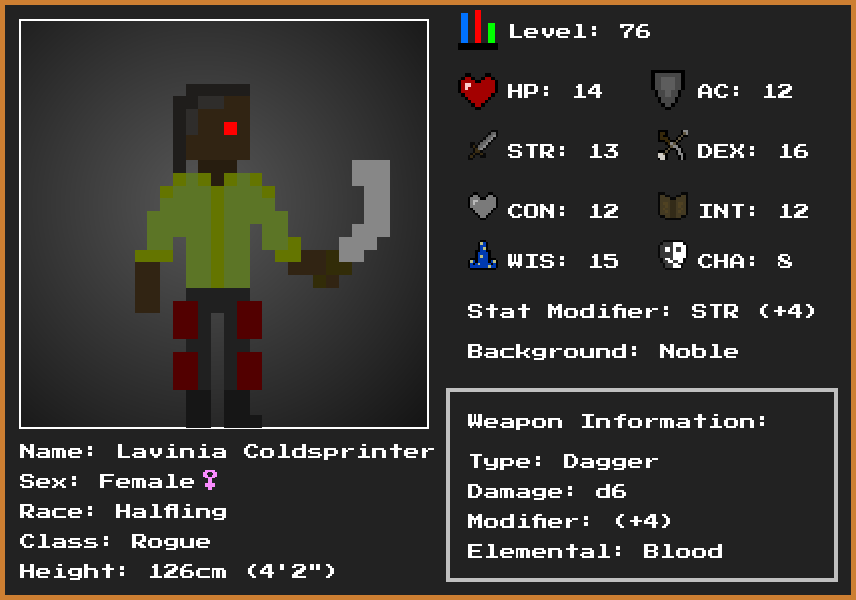 Level: 76
HP: 14 AC: 12
STR: 13 DEX: 16
CON: 12 INT: 12
WIS: 15 CHA: 8
Stat Modifier: STR (+4)
Background: Noble
Weapon Information:
Type: Dagger
Damage: d6
Modifier: (+4)
Elemental: Blood
Name: Lavinia Coldsprinter
Sex: Female♀
Race: Halfling
Class: Rogue
Height: 126cm (4'2")